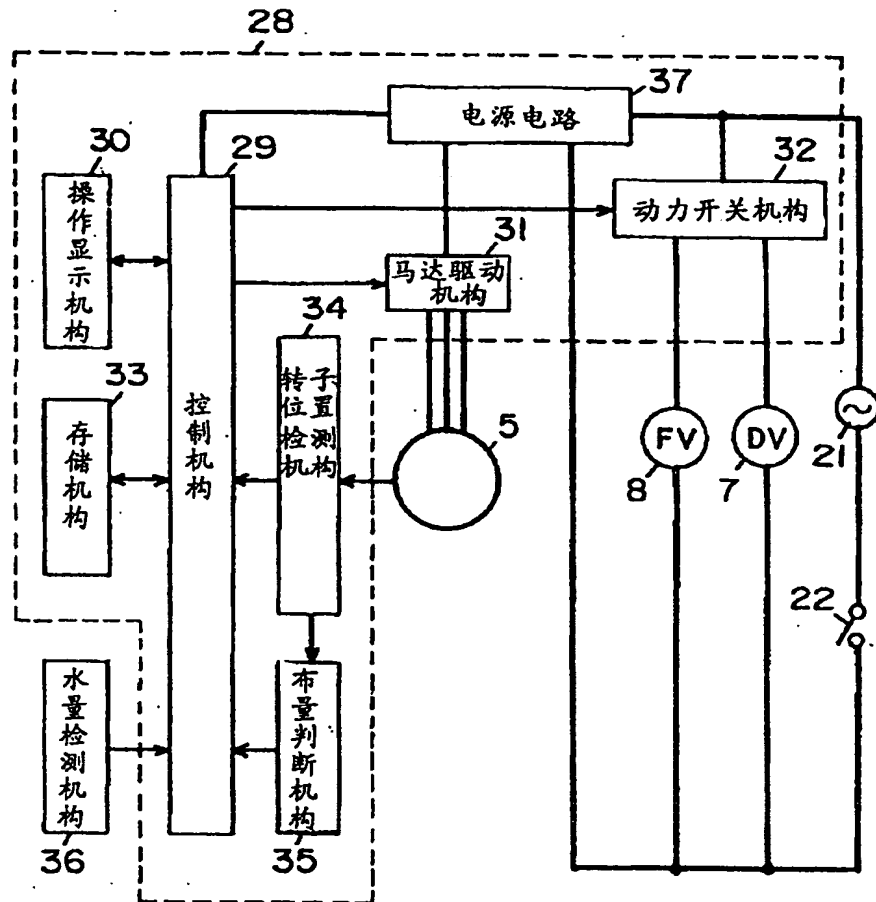 28
37
电源电路
30
29
32
操作显示机构
动力开关机构
31
马达驱动
机构
34
转子
位置
检测
机构
33
存储机构
控制机构
5
FV
DV
8
7
21
22
水量检测机构
布量判断机构
36
35